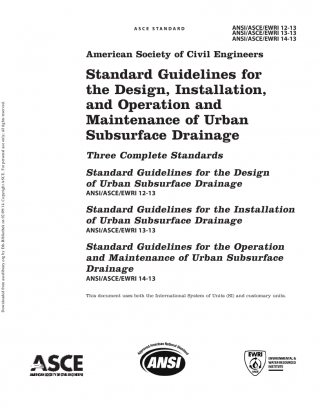 ASCE STANDARD
ANSI/ASCE/EWRI 12-13
ANSI/ASCE/EWRI 13-13
ANSI/ASCE/EWRI 14-13
American Society of Civil Engineers
Standard Guidelines for
the Design, Installation,
and Operation and
Maintenance of Urban
Subsurface Drainage
Three Complete Standards
Standard Guidelines for the Design
of Urban Subsurface Drainage
ANSI/ASCE/EWRI 12-13
Standard Guidelines for the Installation
of Urban Subsurface Drainage
ANSI/ASCE/EWRI 13-13
Standard Guidelines for the Operation
and Maintenance of Urban Subsurface
Drainage
ANSI/ASCE/EWRI 14-13
This document uses both the International System of Units (SI) and customary units.
ASCE
AMERICAN SOCIETY OF CIVIL ENGINEERS
ANSI
EWRI
ENVIRONMENTAL &
WATER RESOURCES
INSTITUTE